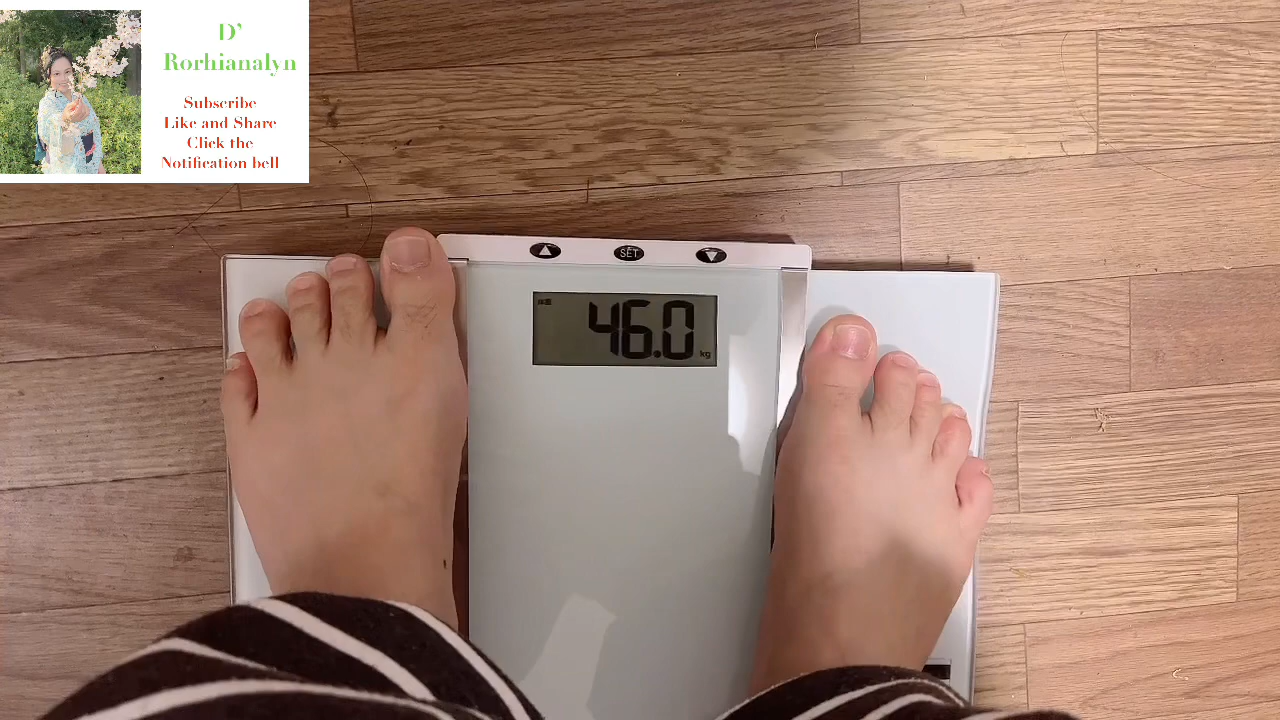 D’
Rorhianalyn
Subscribe
Like and Share
Click the
Notification bell
SET
46.0
kg